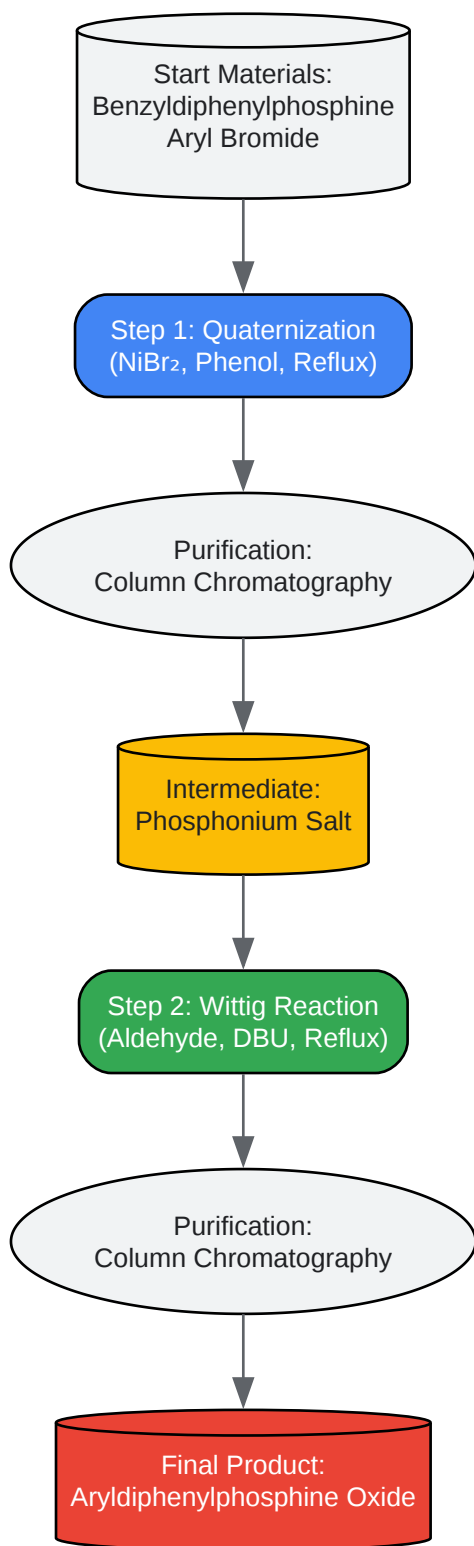 Start Materials:
Benzyldiphenylphosphine
Aryl Bromide
Step 1: Quaternization
(NiBr₂, Phenol, Reflux)
Purification:
Column Chromatography
Intermediate:
Phosphonium Salt
Step 2: Wittig Reaction
(Aldehyde, DBU, Reflux)
Purification:
Column Chromatography
Final Product:
Aryldiphenylphosphine Oxide